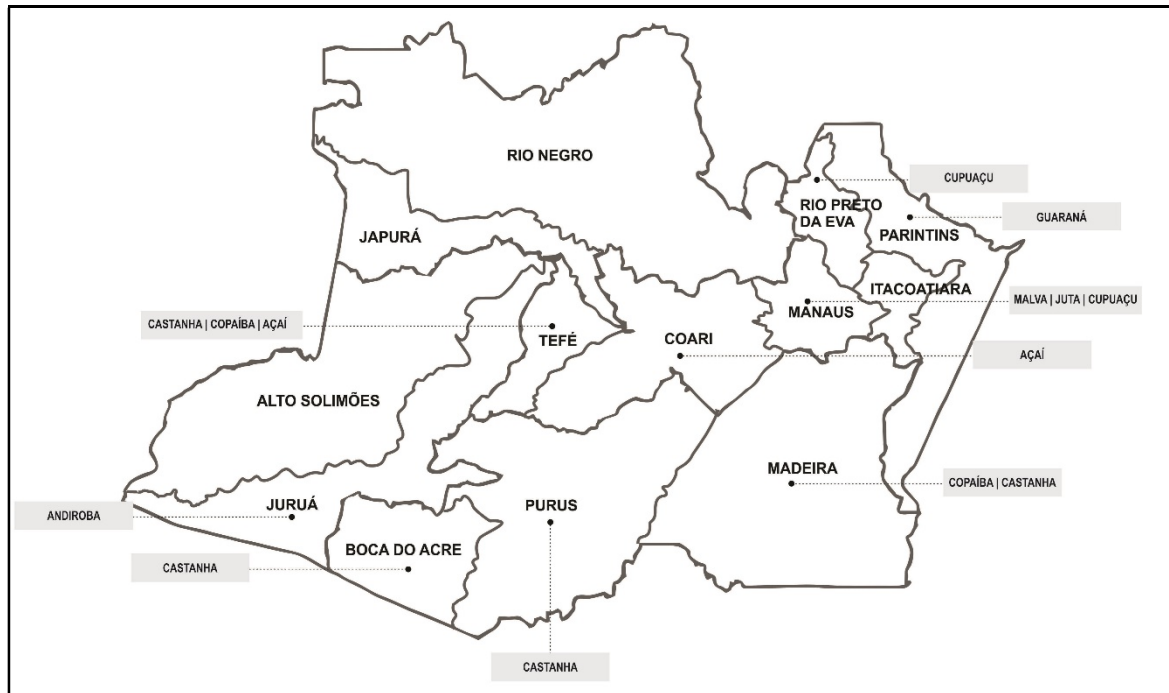 RIO NEGRO
CUPUAÇU
RIO PRETO
DA EVA
GUARANÁ
PARINTINS
JAPURÁ
ITACOATIARA
MALVA | JUTA | CUPUAÇU
MANAUS
CASTANHA | COPAÍBA | AÇAÍ
TEFÉ
COARI
AÇAÍ
ALTO SOLIMÕES
MADEIRA
COPAÍBA | CASTANHA
JURUÁ
PURUS
ANDIROBA
BOCA DO ACRE
CASTANHA
CASTANHA